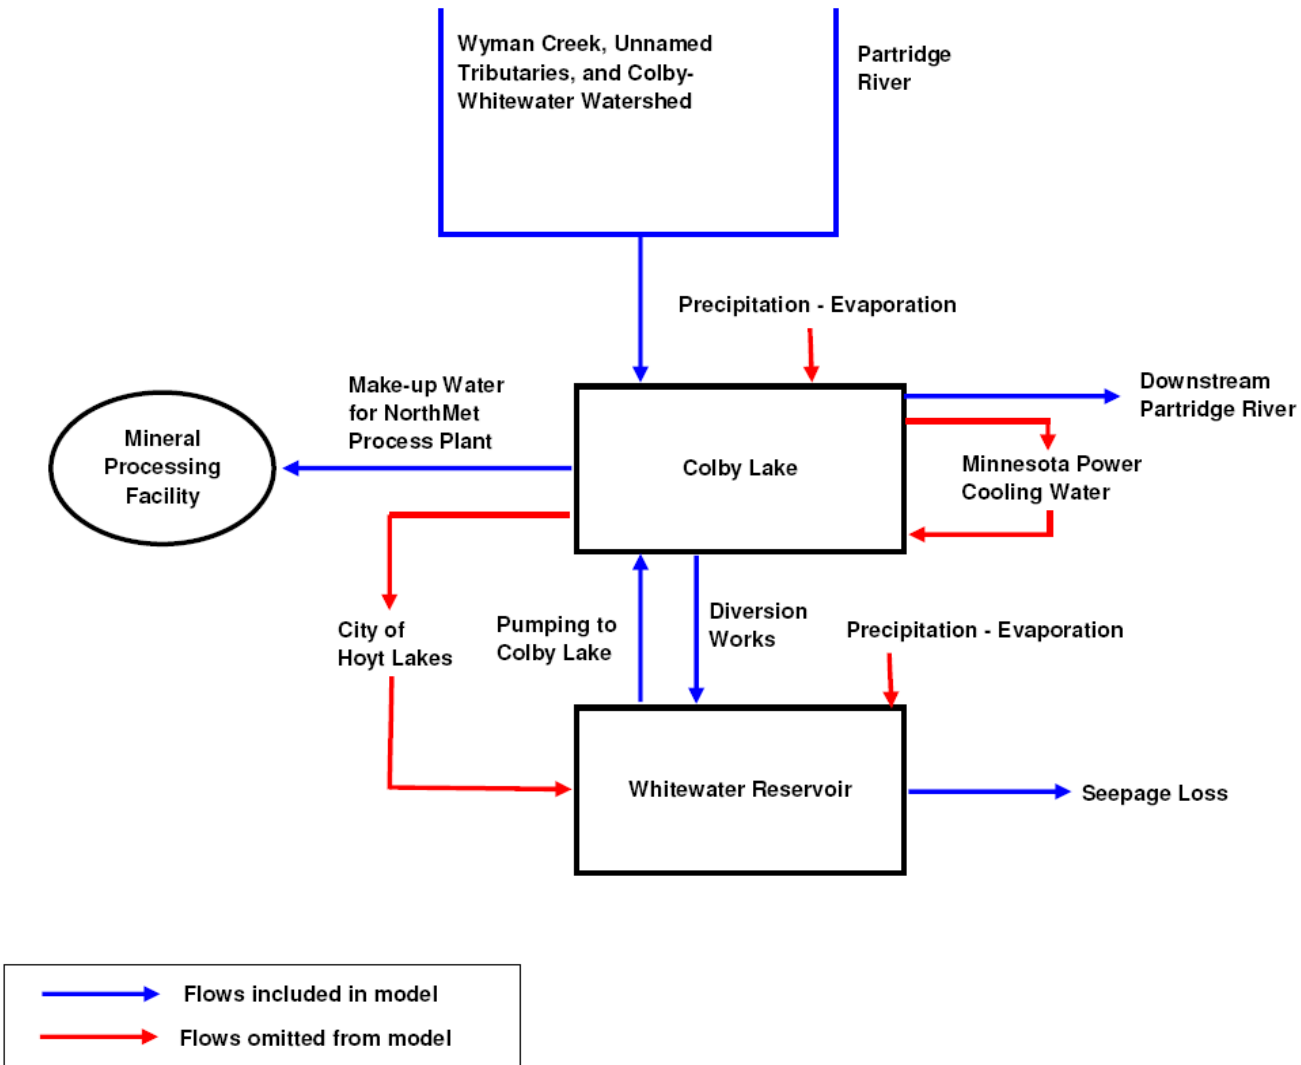 Wyman Creek, Unnamed
Tributaries, and Colby-
Whitewater Watershed
Partridge
River
Precipitation - Evaporation
Make-up Water
for NorthMet
Process Plant
Downstream
Partridge River
Mineral
Processing
Facility
Colby Lake
Minnesota Power
Cooling Water
City of
Hoyt Lakes
Pumping to
Colby Lake
Diversion
Works
Precipitation - Evaporation
Whitewater Reservoir
Seepage Loss
Flows included in model
Flows omitted from model